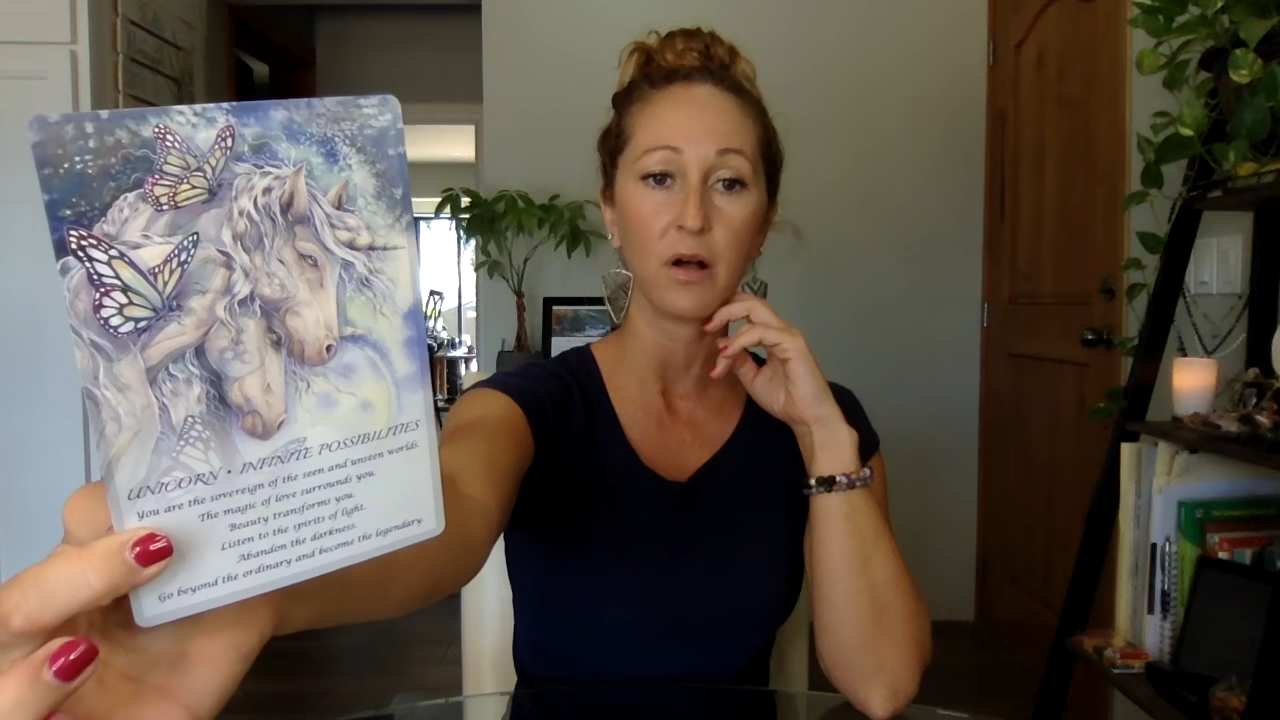 UNICORN • INFINITE POSSIBILITIES
You are the sovereign of the seen and unseen worlds.
The magic of love surrounds you.
Beauty transforms you.
Listen to the spirits of light.
Abandon the darkness.
Go beyond the ordinary and become the legendary.